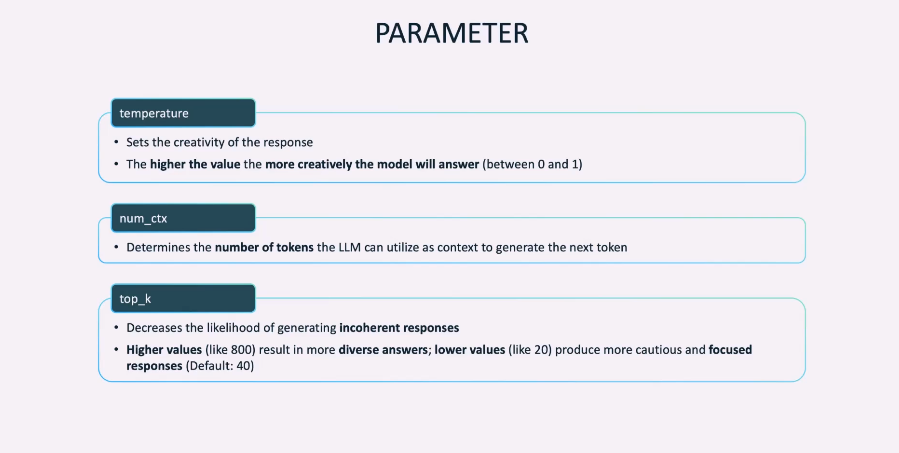 PARAMETER
temperature
• Sets the creativity of the response
• The higher the value the more creatively the model will answer (between 0 and 1)
num_ctx
• Determines the number of tokens the LLM can utilize as context to generate the next token
top_k
• Decreases the likelihood of generating incoherent responses
• Higher values (like 800) result in more diverse answers; lower values (like 20) produce more cautious and focused
responses (Default: 40)